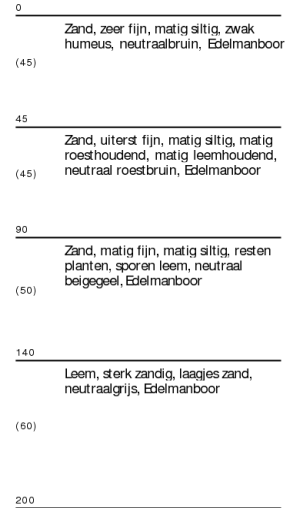 0
Zand, zeer fijn, matig siltig, zwak
humeus, neutraalbruin, Edelmanboor
(45)
45
Zand, uiterst fijn, matig siltig, matig
roesthoudend, matig leemhoudend,
neutraal roestbruin, Edelmanboor
(45)
90
Zand, matig fijn, matig siltig, resten
planten, sporen leem, neutraal
beigegeel, Edelmanboor
(50)
140
Leem, sterk zandig, laagjes zand,
neutraalgrijs, Edelmanboor
(60)
200